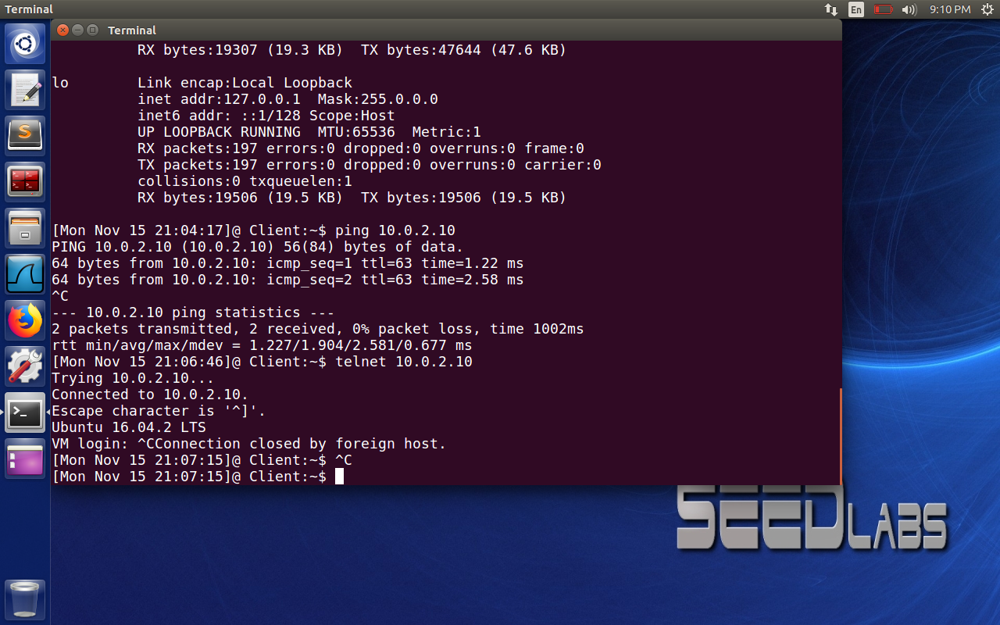 Terminal
En
9:10 PM
Terminal
RX bytes:19307 (19.3 KB)  TX bytes:47644 (47.6 KB)
lo        Link encap:Local Loopback
          inet addr:127.0.0.1  Mask:255.0.0.0
          inet6 addr: ::1/128 Scope:Host
          UP LOOPBACK RUNNING  MTU:65536  Metric:1
          RX packets:197 errors:0 dropped:0 overruns:0 frame:0
          TX packets:197 errors:0 dropped:0 overruns:0 carrier:0
          collisions:0 txqueuelen:1
          RX bytes:19506 (19.5 KB)  TX bytes:19506 (19.5 KB)
[Mon Nov 15 21:04:17]@ Client:~$ ping 10.0.2.10
PING 10.0.2.10 (10.0.2.10) 56(84) bytes of data.
64 bytes from 10.0.2.10: icmp_seq=1 ttl=63 time=1.22 ms
64 bytes from 10.0.2.10: icmp_seq=2 ttl=63 time=2.58 ms
^C
--- 10.0.2.10 ping statistics ---
2 packets transmitted, 2 received, 0% packet loss, time 1002ms
rtt min/avg/max/mdev = 1.227/1.904/2.581/0.677 ms
[Mon Nov 15 21:06:46]@ Client:~$ telnet 10.0.2.10
Trying 10.0.2.10...
Connected to 10.0.2.10.
Escape character is '^]'.
Ubuntu 16.04.2 LTS
VM login: ^CConnection closed by foreign host.
[Mon Nov 15 21:07:15]@ Client:~$ ^C
[Mon Nov 15 21:07:15]@ Client:~$
SEEDLABS